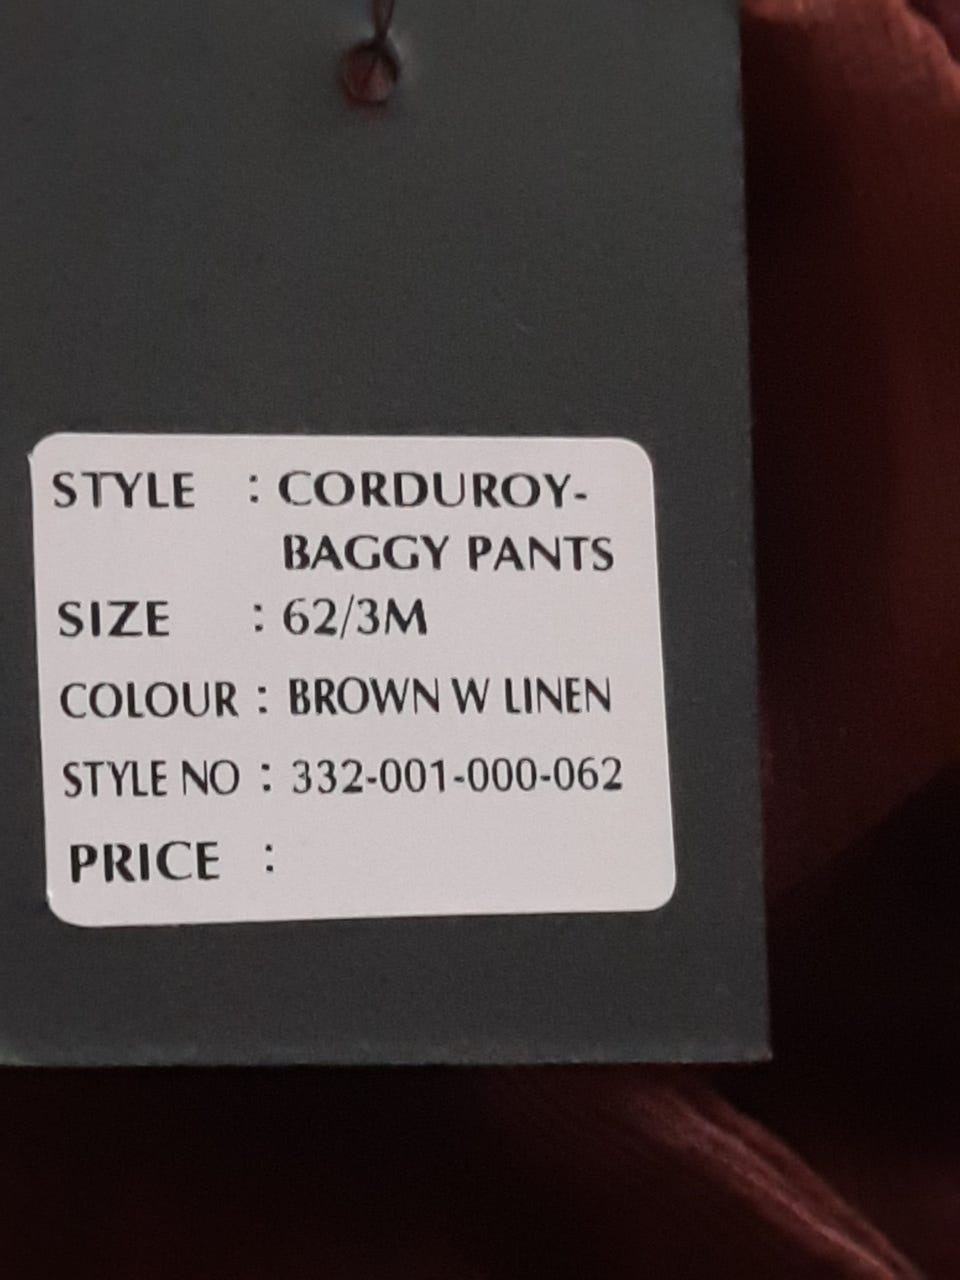 STYLE : CORDUROY-
BAGGY PANTS
SIZE : 62/3M
COLOUR : BROWN W LINEN
STYLE NO : 332-001-000-062
PRICE :